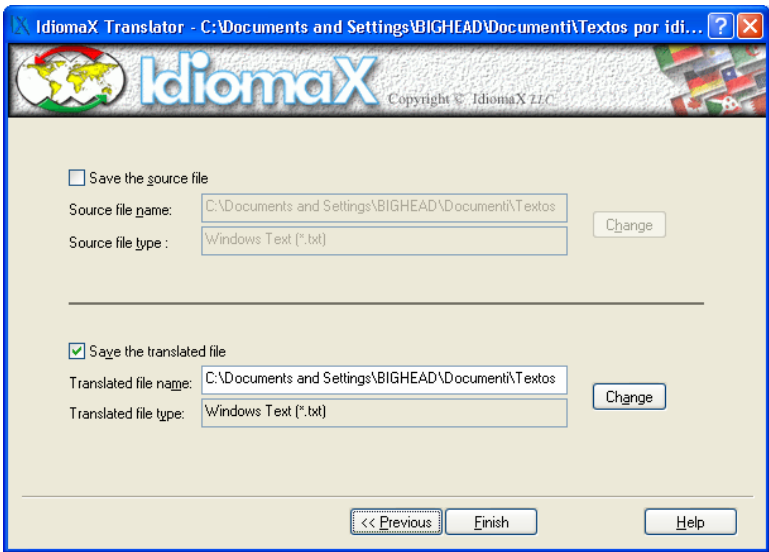 IdiomaX Translator - C:\Documents and Settings\BIGHEAD\Documenti\Textos por idi...
IdiomaX Copyright © IdiomaX LLC
Save the source file
Source file name: C:\Documents and Settings\BIGHEAD\Documenti\Textos
Change
Source file type : Windows Text (*.txt)
Save the translated file
Translated file name: C:\Documents and Settings\BIGHEAD\Documenti\Textos
Change
Translated file type: Windows Text (*.txt)
<< Previous Finish Help